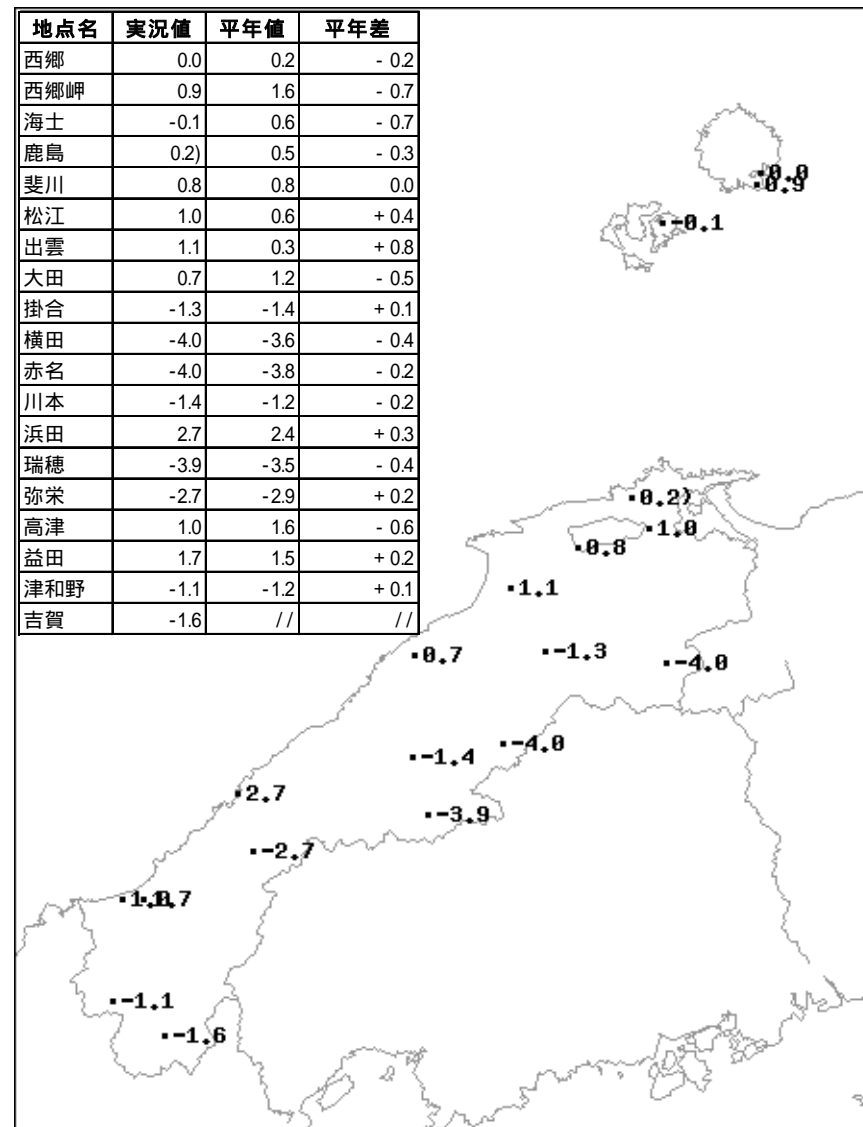 地点名 実況値 平年値 平年差
西郷 0.0 0.2 - 0.2
西郷岬 0.9 1.6 - 0.7
海士 -0.1 0.6 - 0.7
鹿島 0.2) 0.5 - 0.3
斐川 0.8 0.8 0.0
松江 1.0 0.6 + 0.4
出雲 1.1 0.3 + 0.8
大田 0.7 1.2 - 0.5
掛合 -1.3 -1.4 + 0.1
横田 -4.0 -3.6 - 0.4
赤名 -4.0 -3.8 - 0.2
川本 -1.4 -1.2 - 0.2
浜田 2.7 2.4 + 0.3
瑞穂 -3.9 -3.5 - 0.4
弥栄 -2.7 -2.9 + 0.2
高津 1.0 1.6 - 0.6
益田 1.7 1.5 + 0.2
津和野 -1.1 -1.2 + 0.1
吉賀 -1.6 // //
0.0
0.9
-0.1
0.2)
1.0
0.8
1.1
0.7
-1.3
-4.0
-4.0
-1.4
2.7
-3.9
-2.7
-1.1
-1.6